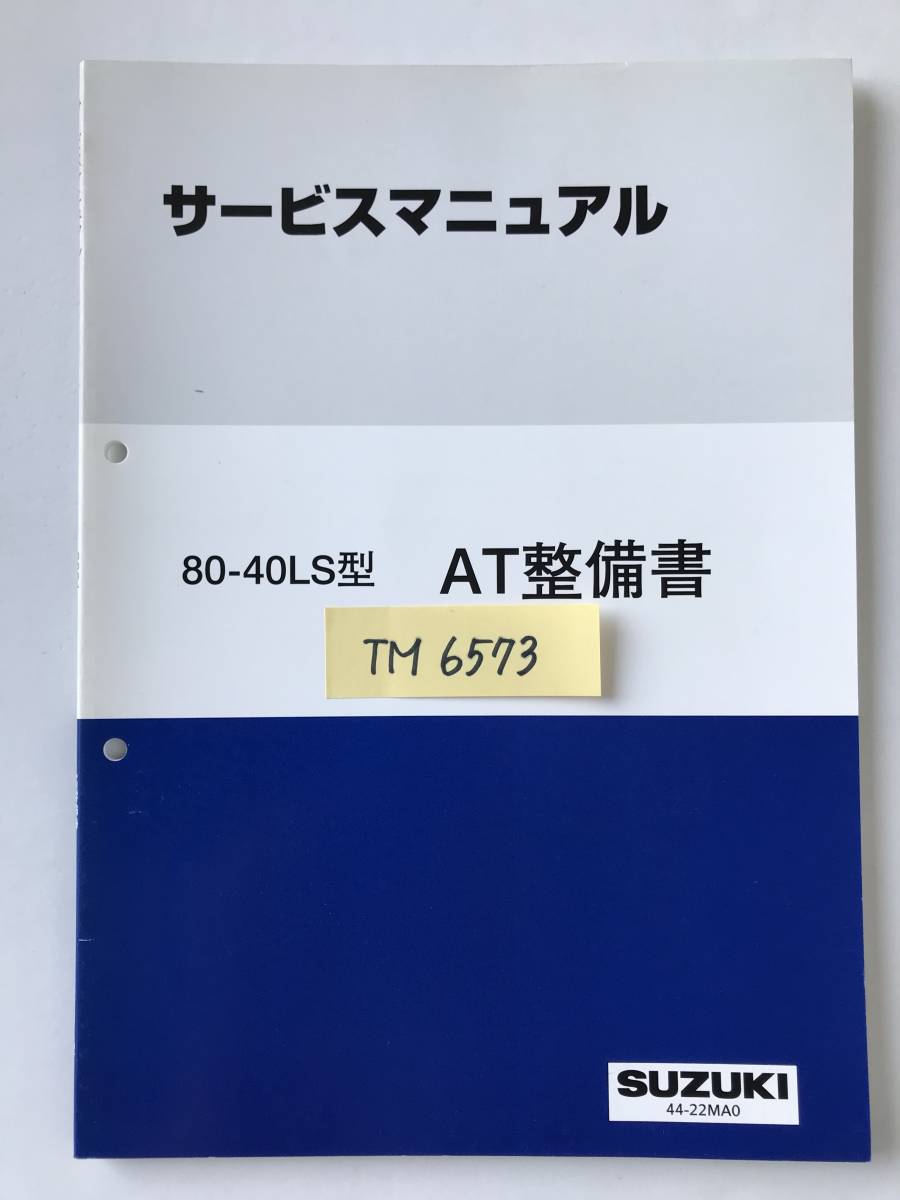 サービスマニュアル
80-40LS型 AT整備書
TM 6573
SUZUKI
44-22MA0